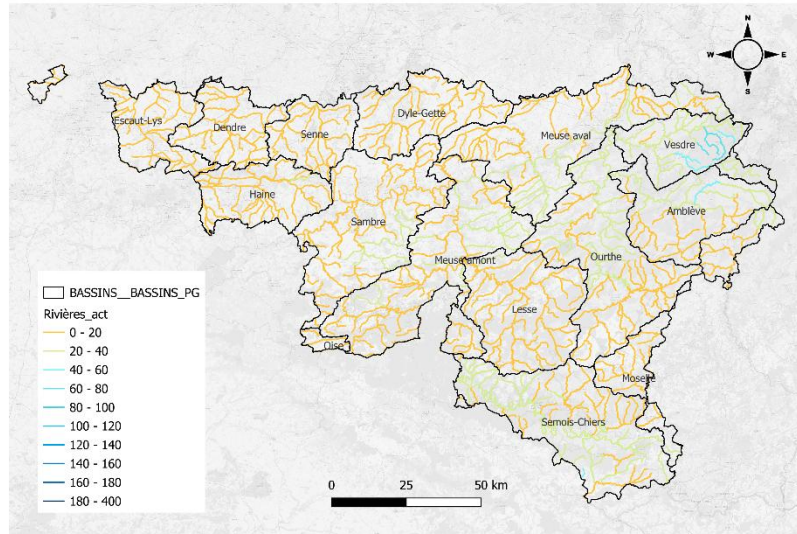 N
W E
S
Escaut-Lys
Dendre
Senne
Dyle-Gette
Meuse aval
Vesdre
Haine
Sambre
Amblève
Meuse amont
Ourthe
Lesse
Oise
Moselle
Semois-Chiers
BASSINS__BASSINS_PG
Rivières_act
0 - 20
20 - 40
40 - 60
60 - 80
80 - 100
100 - 120
120 - 140
140 - 160
160 - 180
180 - 400
0 25 50 km